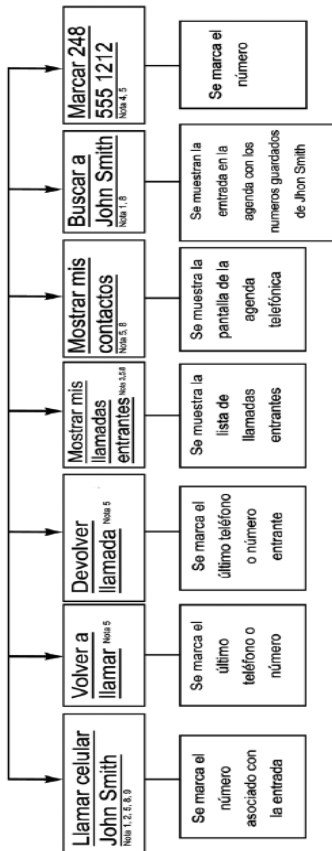 Llamar celular
John Smith
Nota 1, 2, 5, 8, 9
Volver a
llamar Nota 5
Devolver
llamada Nota 5
Mostrar mis
llamadas
entrantes Note 3,5,8
Mostrar mis
contactos
Nota 5, 8
Buscar a
John Smith
Nota 1, 8
Marcar 248
555 1212
Nota 4, 5
Se marca el
número
asociado con
la entrada
Se marca el
último
teléfono o
número
Se marca el
último teléfono
o número
entrante
Se muestra la
lista de
llamadas
entrantes
Se muestra la
pantalla de la
agenda
telefónica
Se muestran la
emtrada en la
agenda con los
numeros guardados
de Jhon Smith
Se marca el
número